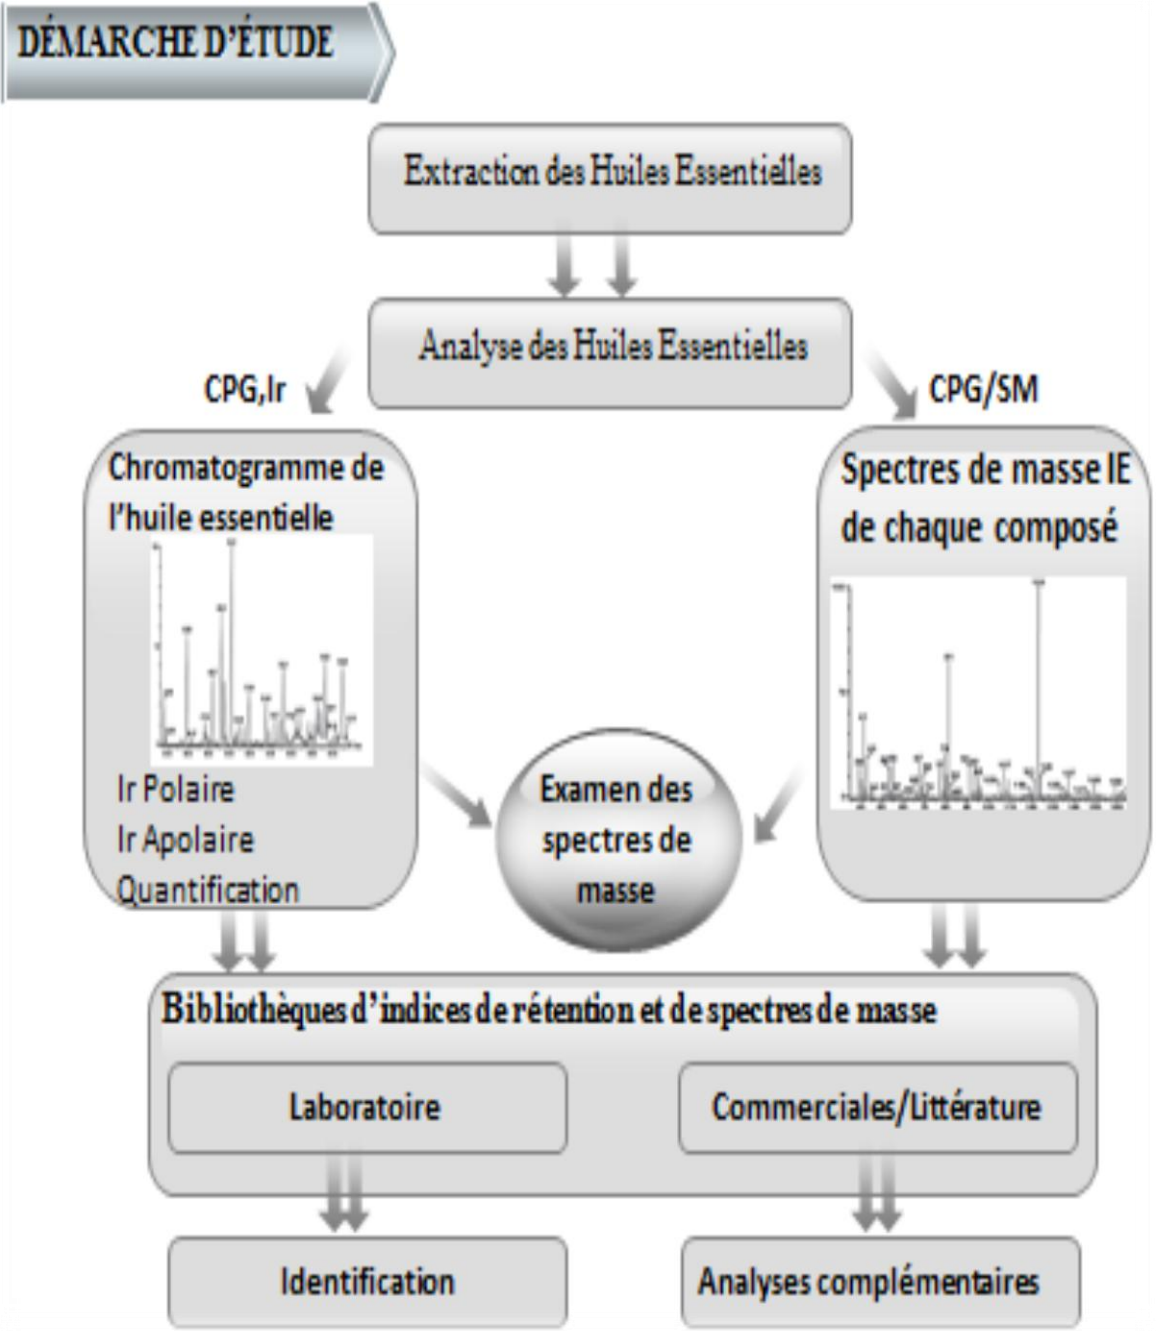 DÉMARCHE D'ÉTUDE
Extraction des Huiles Essentielles
Analyse des Huiles Essentielles
CPG,Ir
CPG/SM
Chromatogramme de
l'huile essentielle
Ir Polaire
Ir Apolaire
Quantification
Spectres de masse IE
de chaque composé
Examen des
spectres de
masse
Bibliothèques d'indices de rétention et de spectres de masse
Laboratoire
Commerciales/Littérature
Identification
Analyses complémentaires